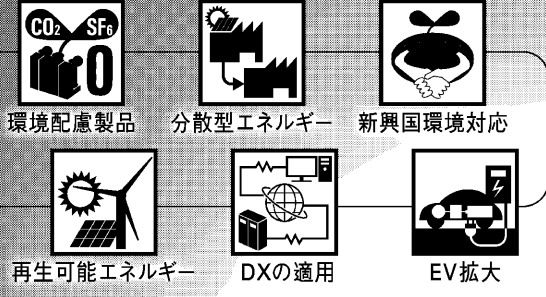 CO₂ SF₆
0
環境配慮製品
分散型エネルギー
新興国環境対応
再生可能エネルギー
DXの適用
EV拡大